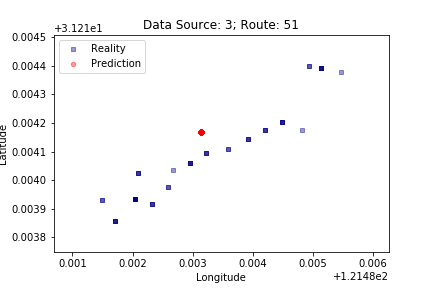 Data Source: 3; Route: 51
+3.121e1
0.0045
0.0044
0.0043
0.0042
0.0041
0.0040
0.0039
0.0038
Latitude
Reality
Prediction
0.001 0.002 0.003 0.004 0.005 0.006
Longitude
+1.2148e2